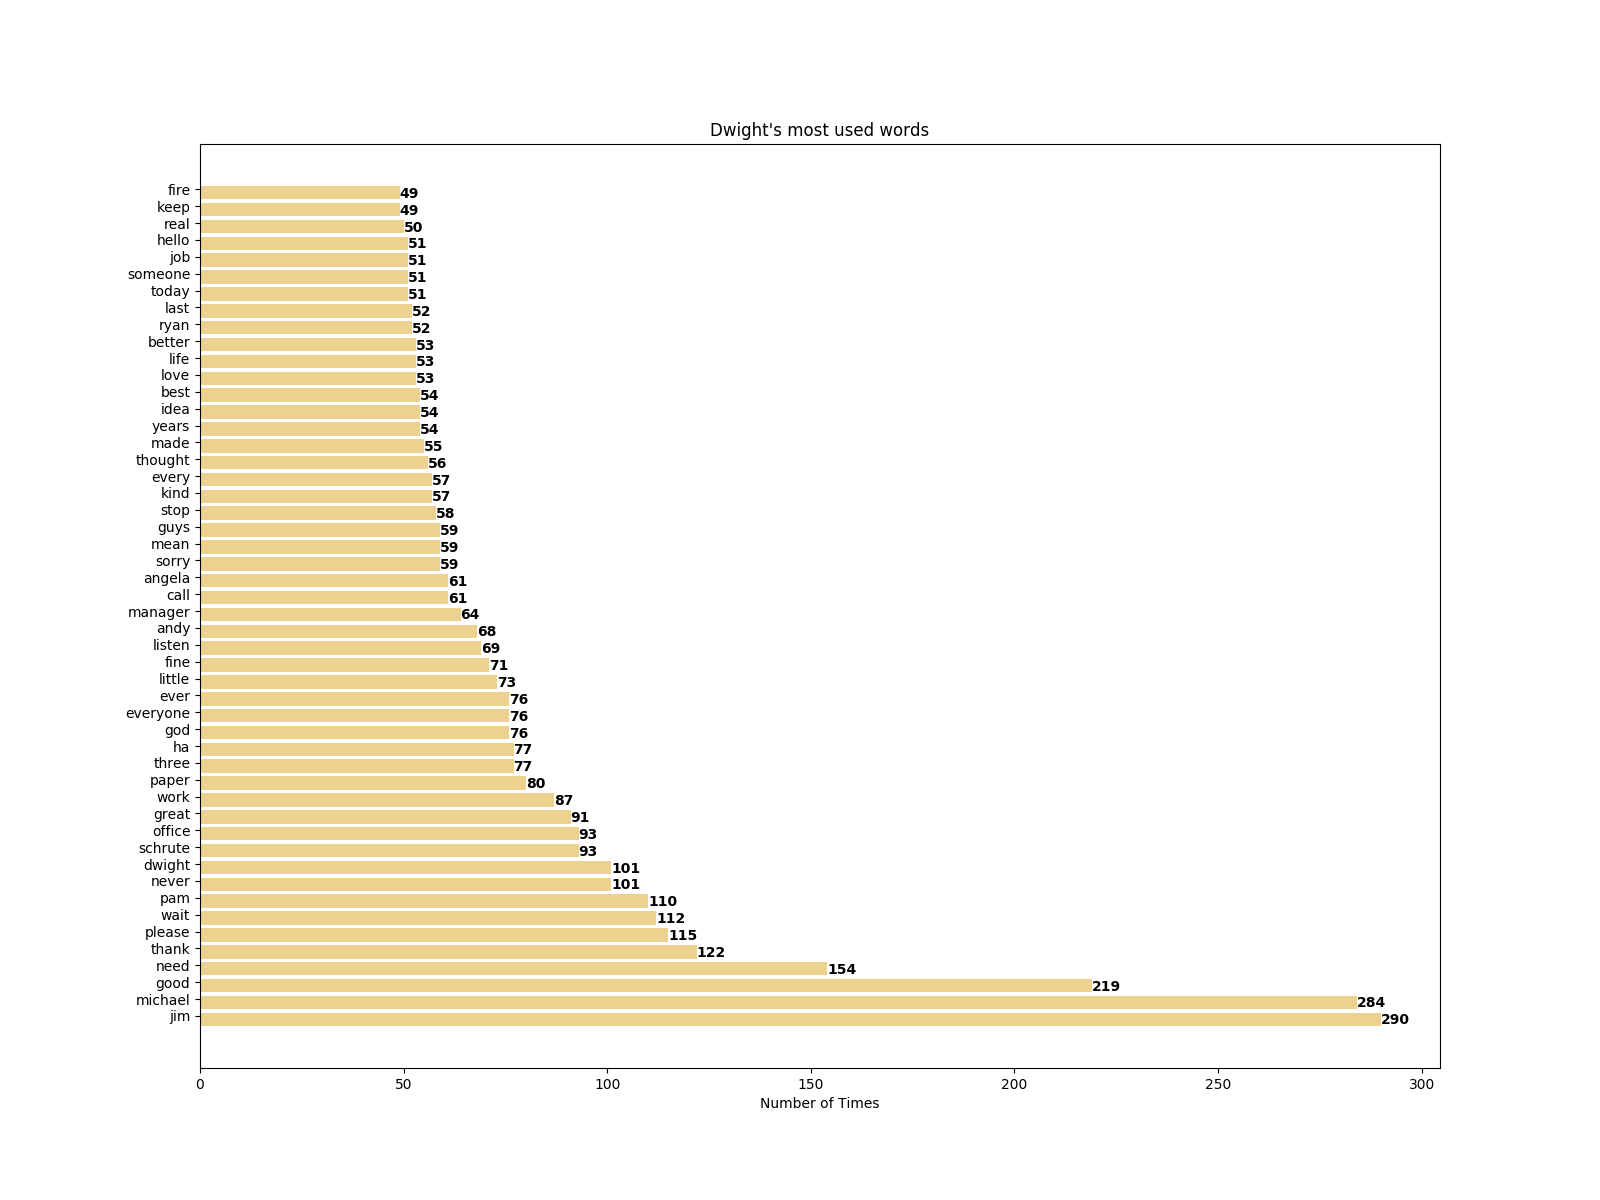 Dwight's most used words
fire 49
keep 49
real 50
hello 51
job 51
someone 51
today 51
last 52
ryan 52
better 53
life 53
love 53
best 54
idea 54
years 54
made 55
thought 56
every 57
kind 57
stop 58
guys 59
mean 59
sorry 59
angela 61
call 61
manager 64
andy 68
listen 69
fine 71
little 73
ever 76
everyone 76
god 76
ha 77
three 77
paper 80
work 87
great 91
office 93
schrute 93
dwight 101
never 101
pam 110
wait 112
please 115
thank 122
need 154
good 219
michael 284
jim 290
0 50 100 150 200 250 300
Number of Times